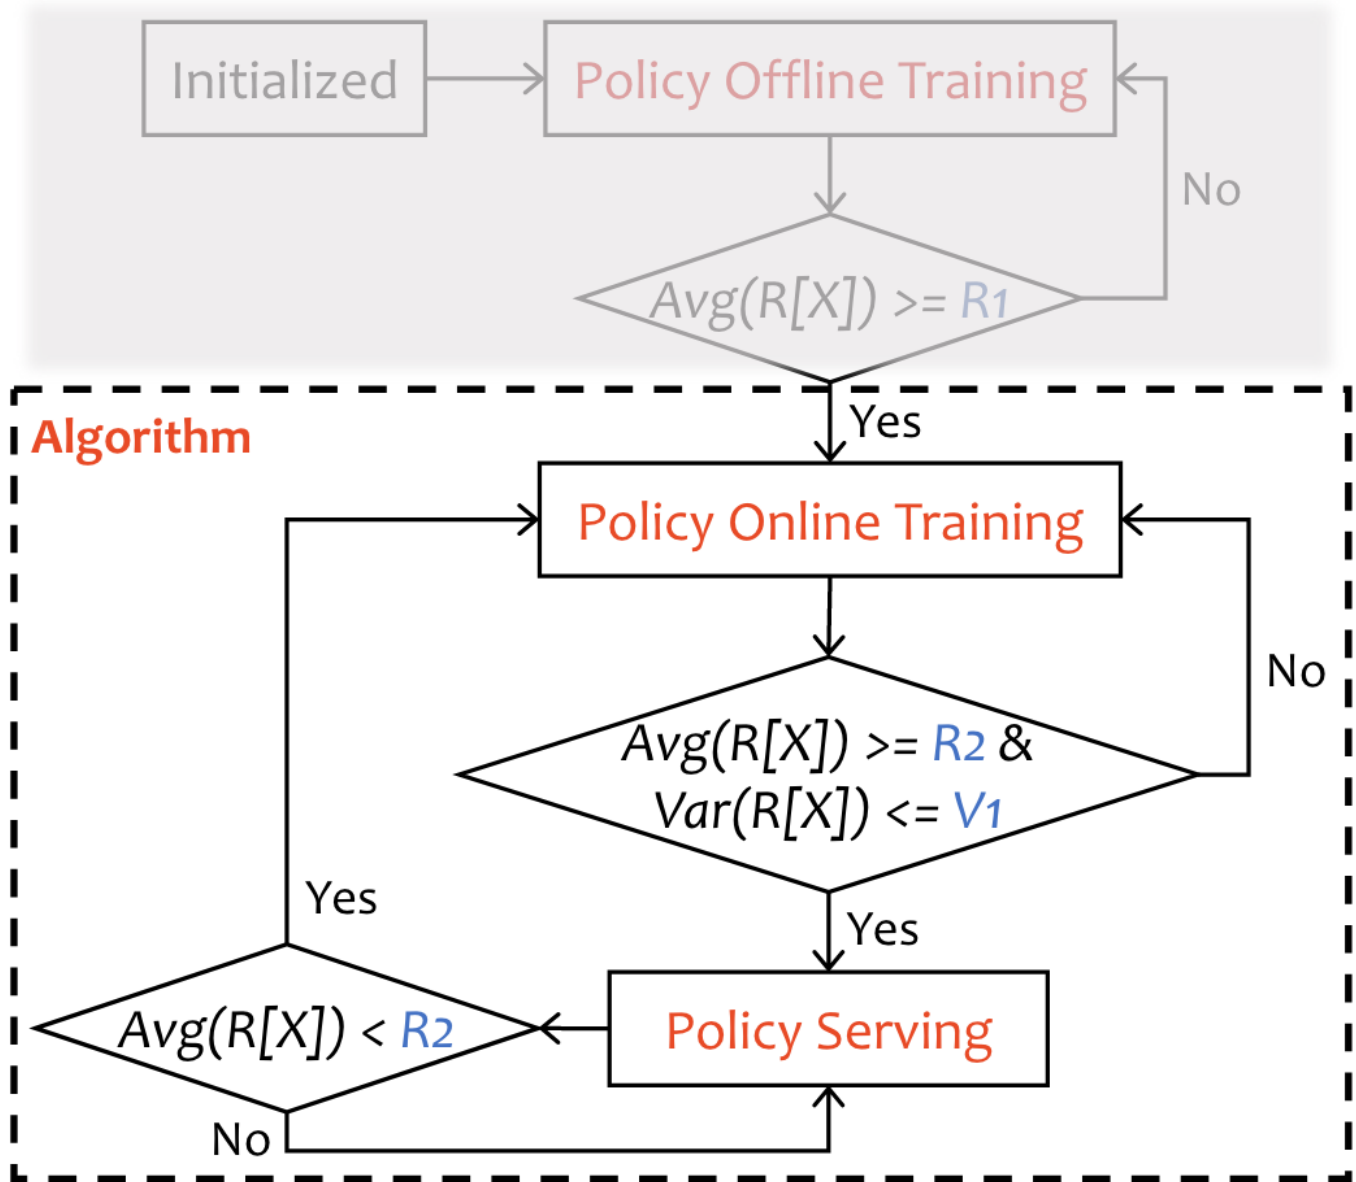 Initialized
Policy Offline Training
No
Avg(R[X]) >= R1
Yes
Algorithm
Policy Online Training
No
Avg(R[X]) >= R2 &
Var(R[X]) <= V1
Yes
Yes
Avg(R[X]) < R2
Policy Serving
No